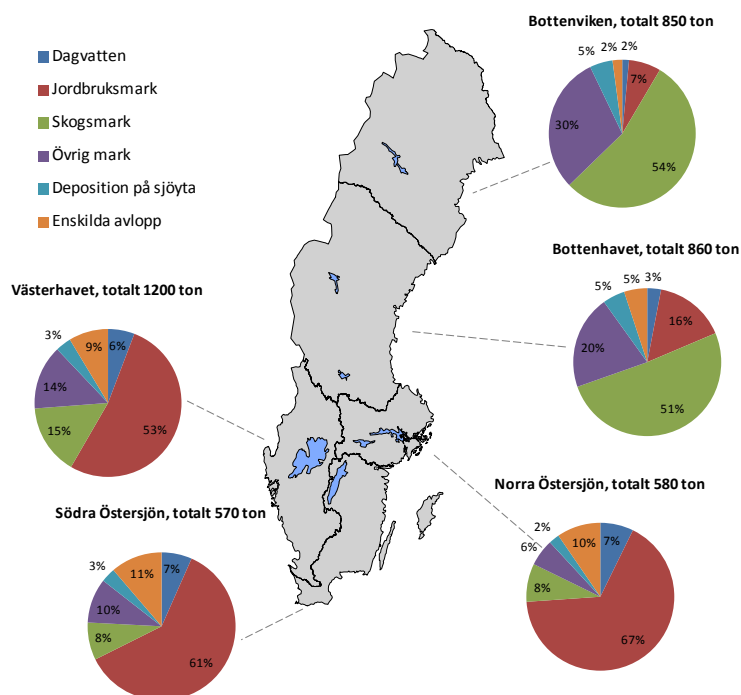 Bottenviken, totalt 850 ton
Dagvatten
Jordbruksmark
Skogsmark
Övrig mark
Deposition på sjöyta
Enskilda avlopp
5%
2%
2%
7%
30%
54%
Bottenhavet, totalt 860 ton
5%
5%
3%
16%
20%
51%
Västerhavet, totalt 1200 ton
3%
9%
6%
14%
15%
53%
Norra Östersjön, totalt 580 ton
2%
6%
10%
7%
8%
67%
Södra Östersjön, totalt 570 ton
3%
11%
7%
10%
8%
61%